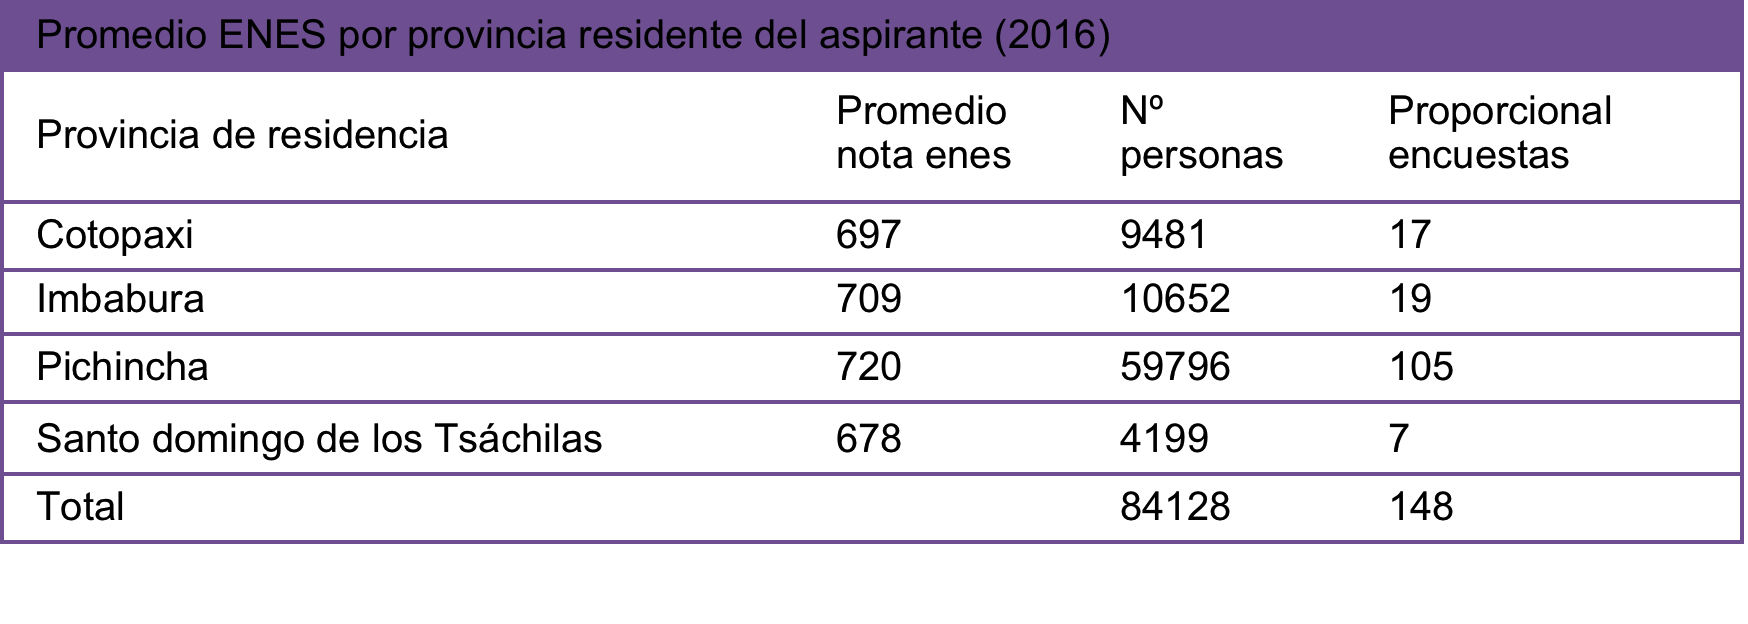 Promedio ENES por provincia residente del aspirante (2016)
Provincia de residencia Promedio nota enes Nº personas Proporcional encuestas
Cotopaxi 697 9481 17
Imbabura 709 10652 19
Pichincha 720 59796 105
Santo domingo de los Tsáchilas 678 4199 7
Total 84128 148